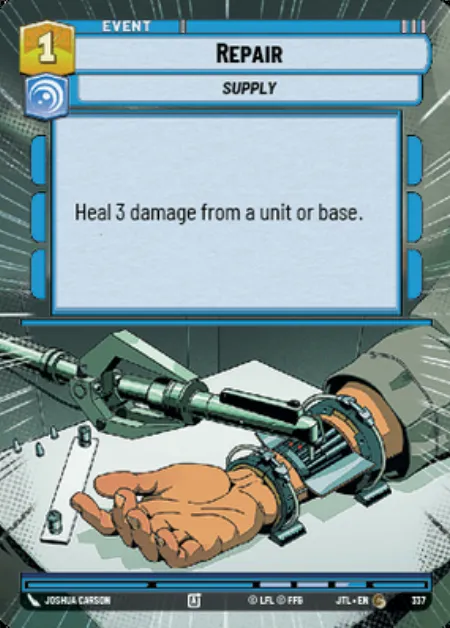 EVENT
1
REPAIR
SUPPLY
Heal 3 damage from a unit or base.
JOSHUA CARSON
A
© LFL © FFG
JTL • EN
337